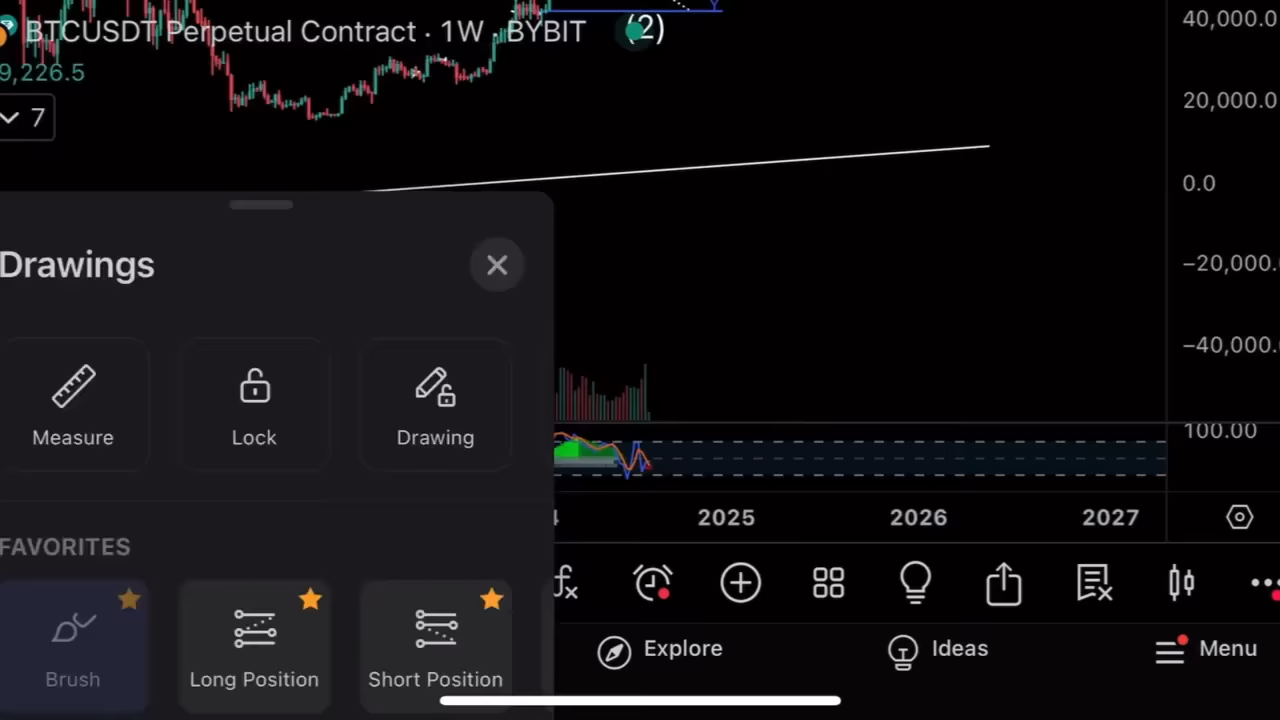 40,000.0
BTCUSDT Perpetual Contract · 1W · BYBIT (2)
9,226.5
20,000.0
7
0.0
Drawings
−20,000.
−40,000.
Measure
Lock
Drawing
100.00
2025
2026
2027
FAVORITES
Brush
Long Position
Short Position
Explore
Ideas
Menu